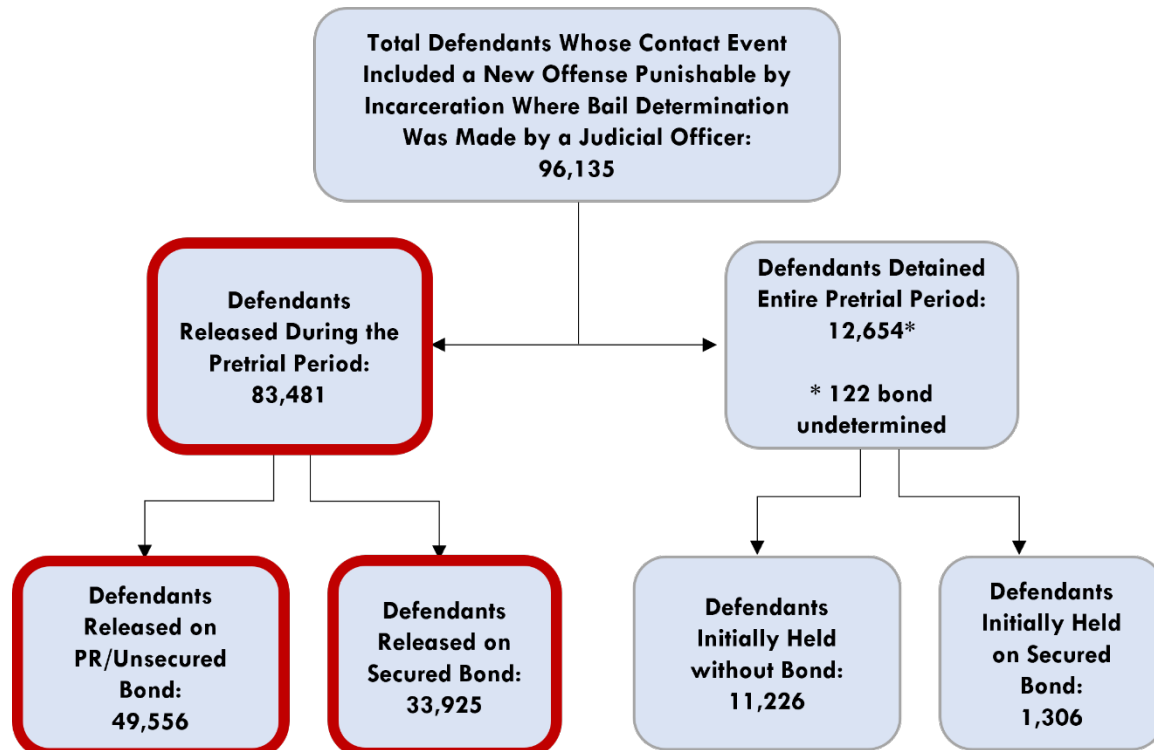 Total Defendants Whose Contact Event
Included a New Offense Punishable by
Incarceration Where Bail Determination
Was Made by a Judicial Officer:
96,135
Defendants
Released During the
Pretrial Period:
83,481
Defendants Detained
Entire Pretrial Period:
12,654*
* 122 bond
undetermined
Defendants
Released on
PR/Unsecured
Bond:
49,556
Defendants
Released on
Secured Bond:
33,925
Defendants
Initially Held
without Bond:
11,226
Defendants
Initially Held
on Secured
Bond:
1,306